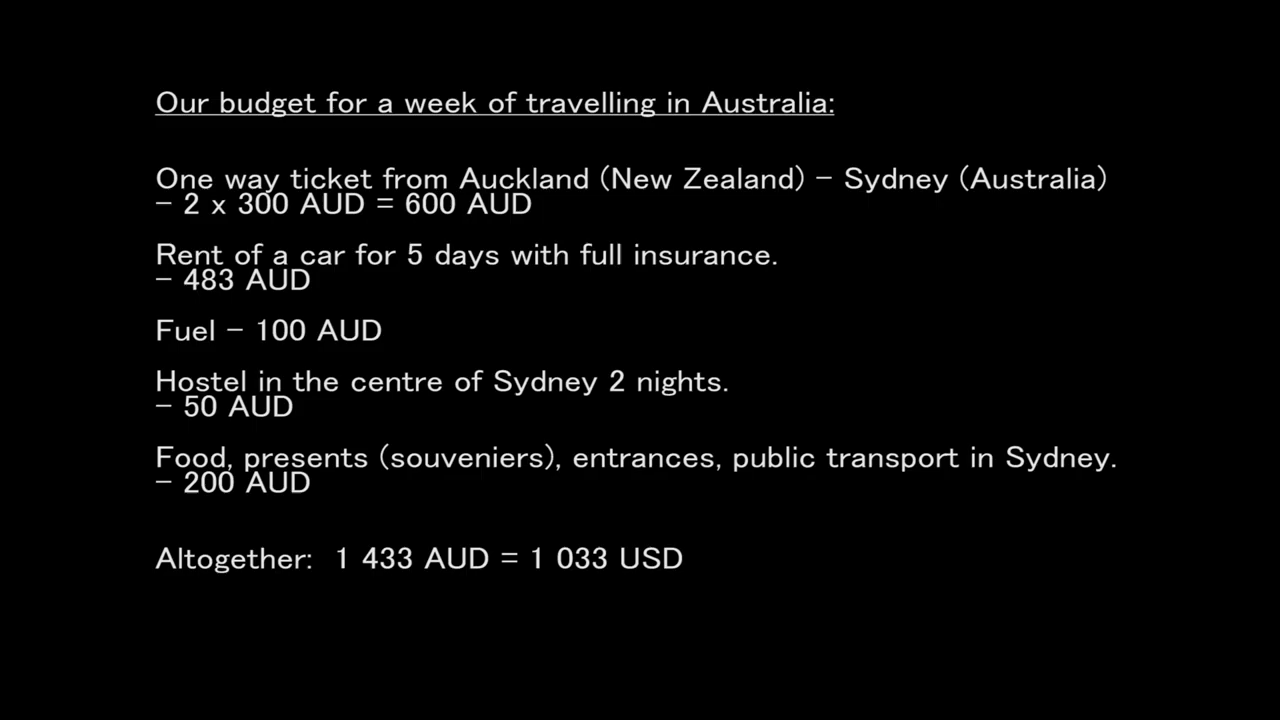 Our budget for a week of travelling in Australia:
One way ticket from Auckland (New Zealand) – Sydney (Australia)
– 2 x 300 AUD = 600 AUD
Rent of a car for 5 days with full insurance.
– 483 AUD
Fuel – 100 AUD
Hostel in the centre of Sydney 2 nights.
– 50 AUD
Food, presents (souveniers), entrances, public transport in Sydney.
– 200 AUD
Altogether: 1 433 AUD = 1 033 USD